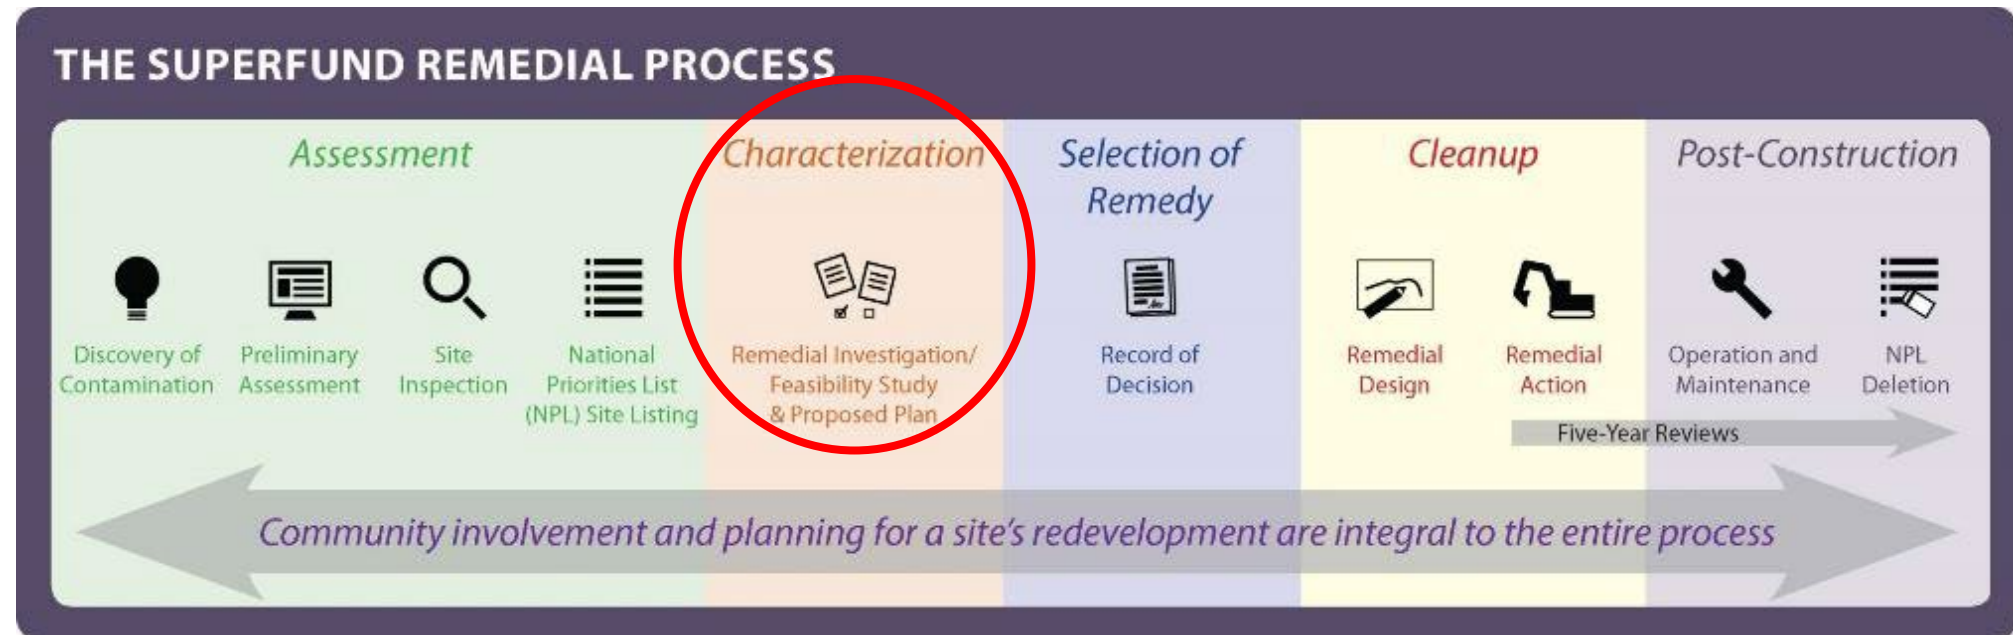 THE SUPERFUND REMEDIAL PROCESS
Assessment
Discovery of
Contamination
Preliminary
Assessment
Site
Inspection
National
Priorities List
(NPL) Site Listing
Characterization
Remedial Investigation/
Feasibility Study
& Proposed Plan
Selection of
Remedy
Record of
Decision
Cleanup
Remedial
Design
Remedial
Action
Post-Construction
Operation and
Maintenance
NPL
Deletion
Five-Year Reviews
Community involvement and planning for a site's redevelopment are integral to the entire process